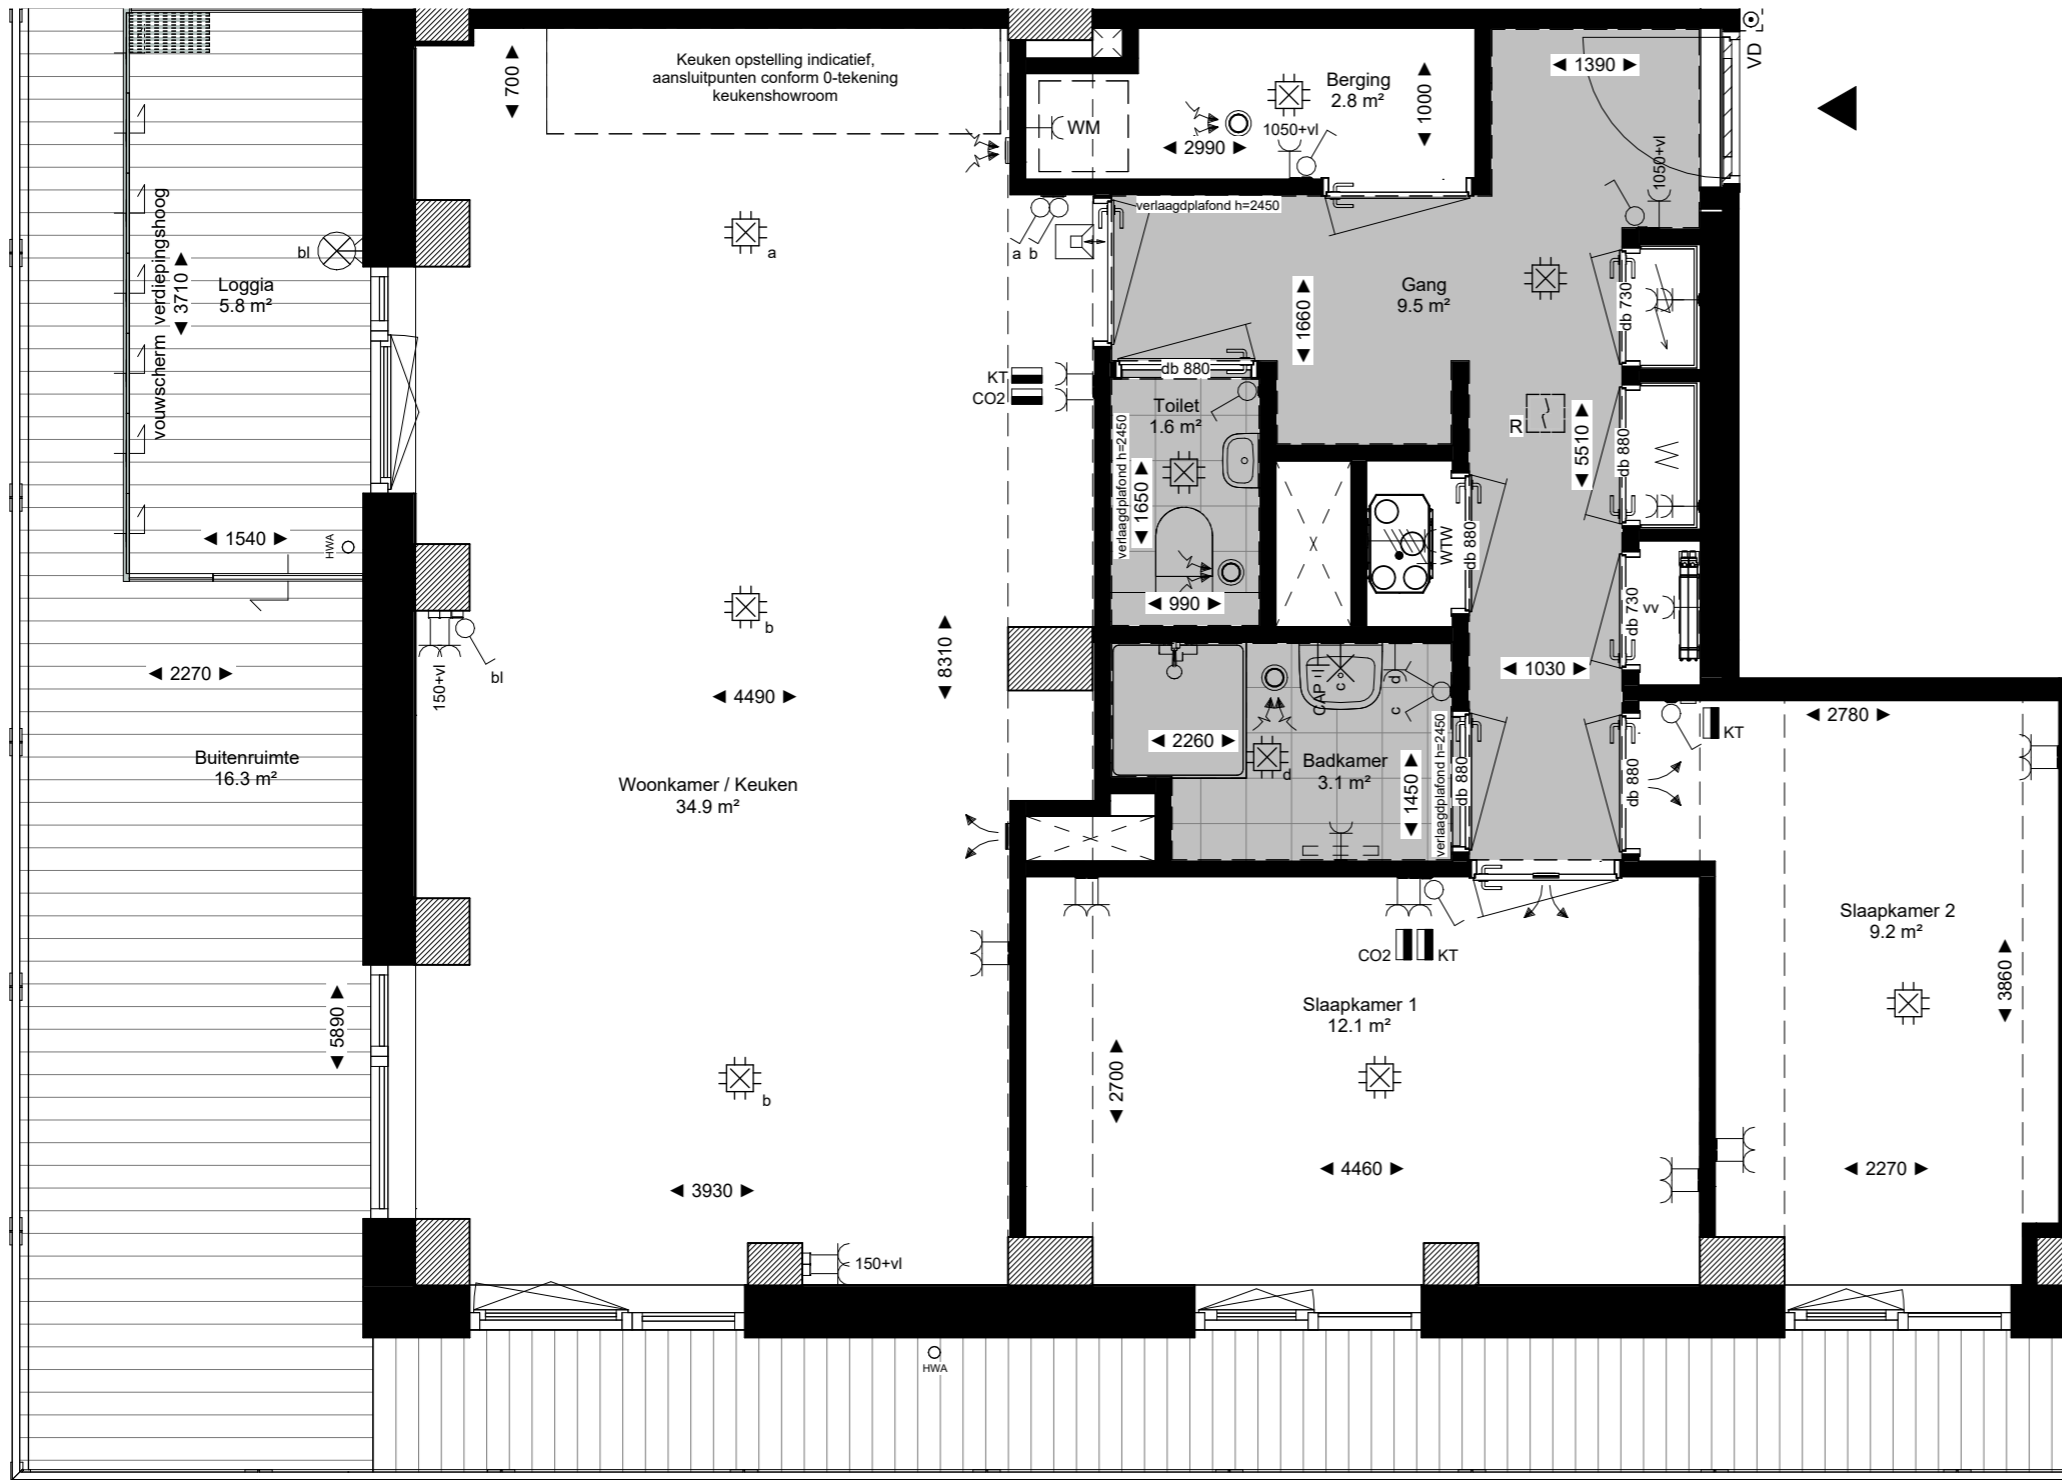 Keuken opstelling indicatief,
aansluitpunten conform 0-tekening
keukenshowroom
700
WM
2990
1050+vl
Berging
2.8 m²
1000
1390
VD
1050+vl
verlaagdplafond h=2450
a
a b
bl
Loggia
5.8 m²
3710
vouwscherm verdiepingshoog
Gang
9.5 m²
1660
db 730
KT
CO2
db 880
Toilet
1.6 m²
verlaagdplafond h=2450
1650
990
R
5510
db 880
WTW
db 880
1540
HWA
b
150+vl
bl
8310
2270
4490
db 730
vv
1030
Buitenruimte
16.3 m²
Woonkamer / Keuken
34.9 m²
2260
CAP
c
d
c
d
Badkamer
3.1 m²
1450
verlaagdplafond h=2450
db 880
db 880
KT
2780
Slaapkamer 2
9.2 m²
3860
CO2
KT
Slaapkamer 1
12.1 m²
5890
b
2700
4460
2270
3930
150+vl
HWA